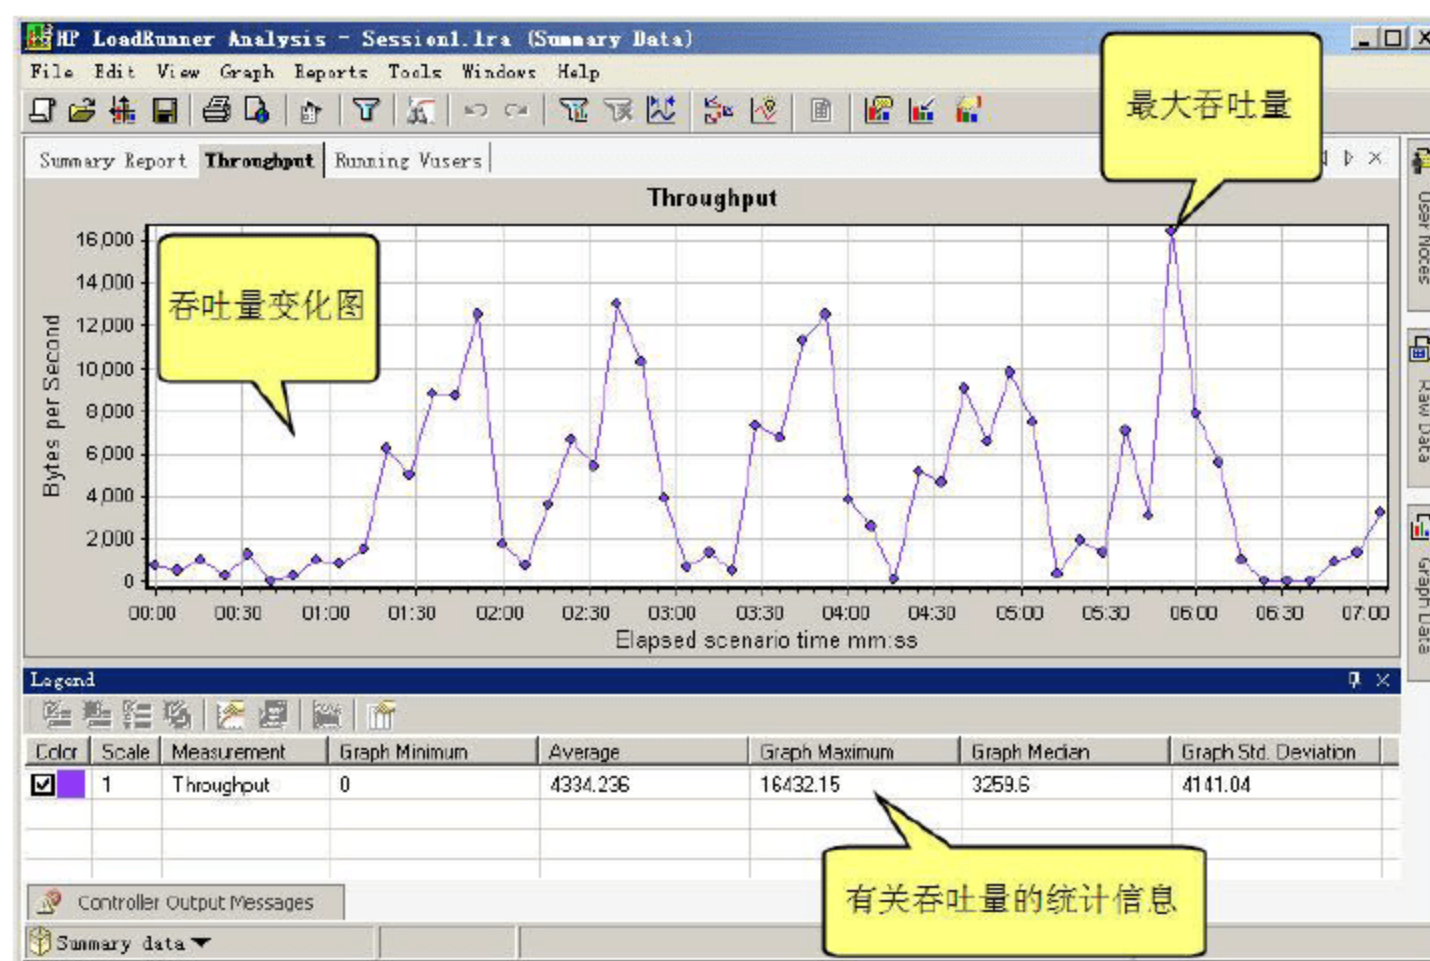 HP LoadRunner Analysis - Session1.lra (Summary Data)
File Edit View Graph Reports Tools Windows Help
最大吞吐量
Summary Report Throughput Running Vusers
Throughput
16,000
14,000
12,000
10,000
8,000
6,000
4,000
2,000
0
Bytes per Second
吞吐量变化图
00:00 00:30 01:00 01:30 02:00 02:30 03:00 03:30 04:00 04:30 05:00 05:30 06:00 06:30 07:00
Elapsed scenario time mm:ss
User Notes
Raw Data
Graph Data
Legend
Color Scale Measurement Graph Minimum Average Graph Maximum Graph Median Graph Std. Deviation
1 Throughput 0 4334.236 16432.15 3259.6 4141.04
有关吞吐量的统计信息
Controller Output Messages
Summary data